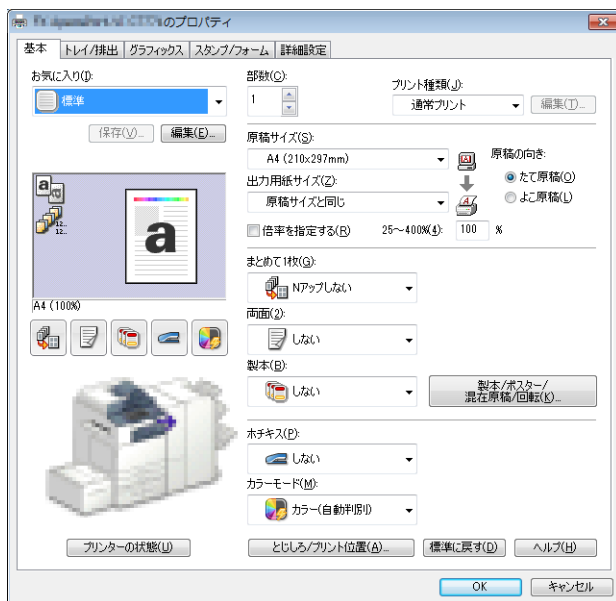 のプロパティ
基本 トレイ/排出 グラフィックス スタンプ/フォーム 詳細設定
お気に入り(I):
標準
保存(V)... 編集(E)...
a
a
12..
12..
a
A4 (100%)
プリンターの状態(U)
部数(C):
1
プリント種類(J):
通常プリント
編集(T)...
原稿サイズ(S):
A4 (210x297mm)
出力用紙サイズ(Z):
原稿サイズと同じ
原稿の向き:
たて原稿(O)
よこ原稿(L)
倍率を指定する(R) 25～400%(4): 100 %
まとめて1枚(G):
Nアップしない
両面(2):
しない
製本(B):
しない
製本/ポスター/
混在原稿/回転(K)...
ホチキス(P):
しない
カラーモード(M):
カラー(自動判別)
とじしろ/プリント位置(A)... 標準に戻す(D) ヘルプ(H)
OK キャンセル